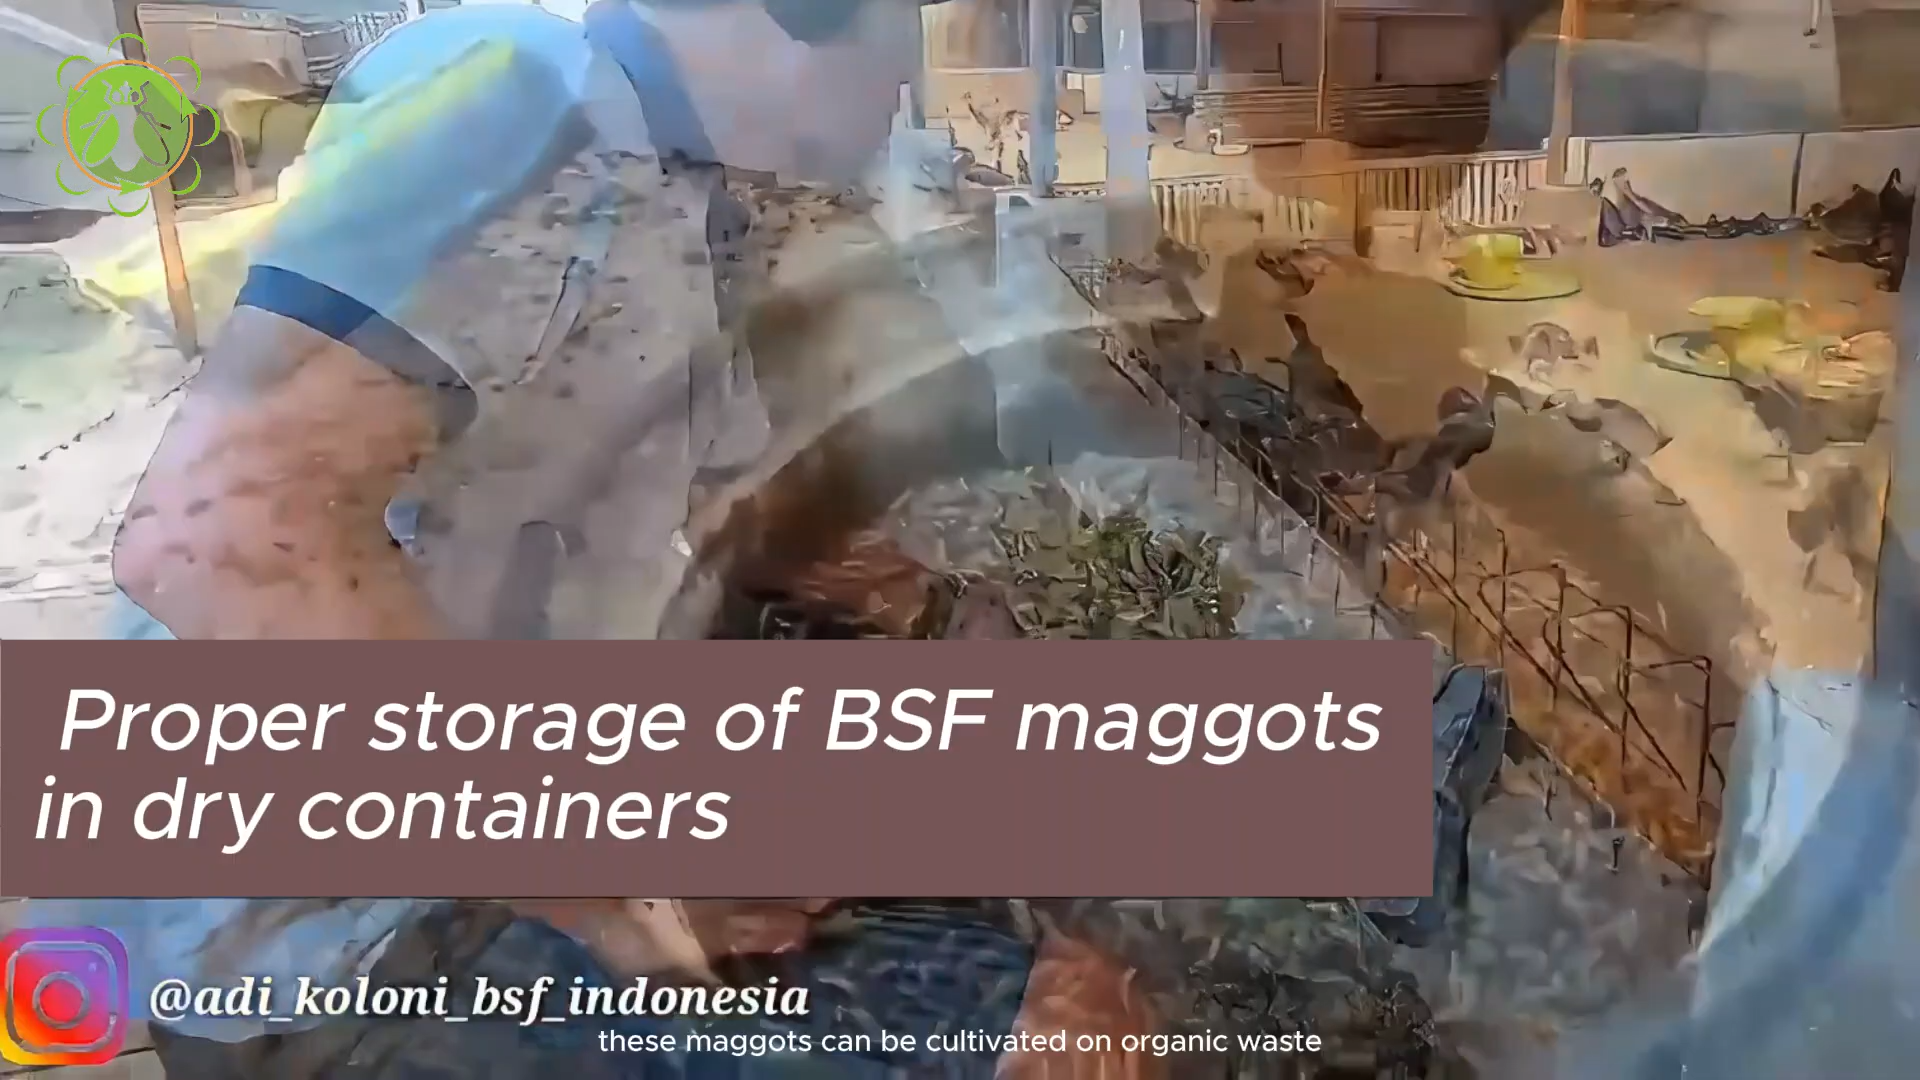 Proper storage of BSF maggots
in dry containers
@adi_koloni_bsf_indonesia
these maggots can be cultivated on organic waste